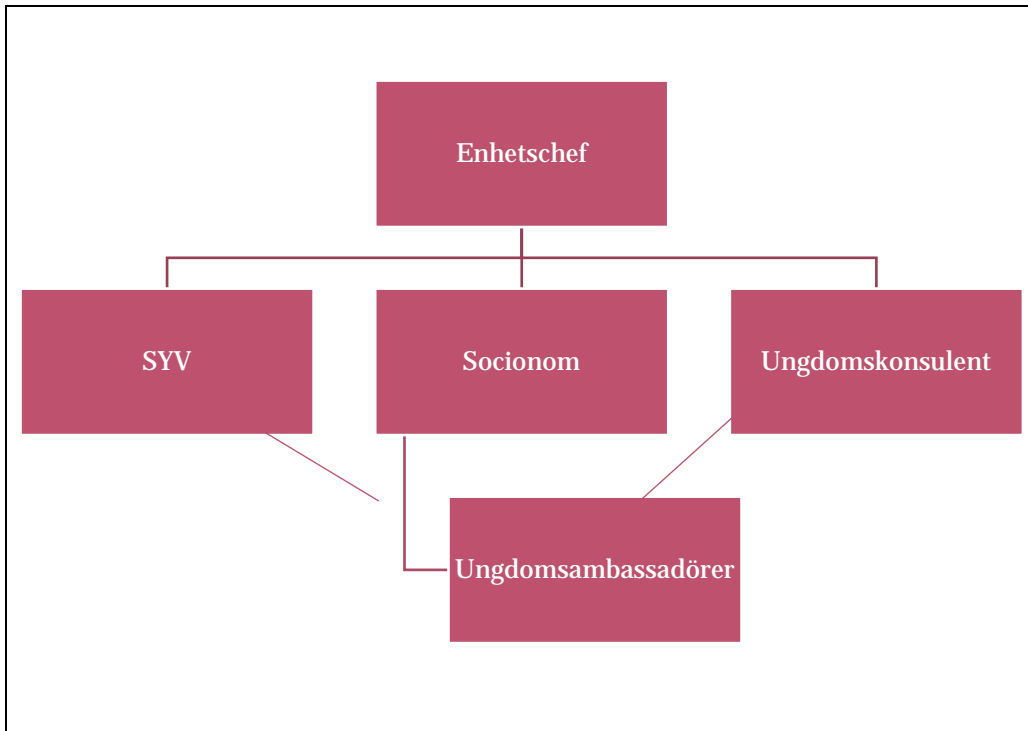 Enhetschef
SYV
Socionom
Ungdomskonsulent
Ungdomsambassadörer